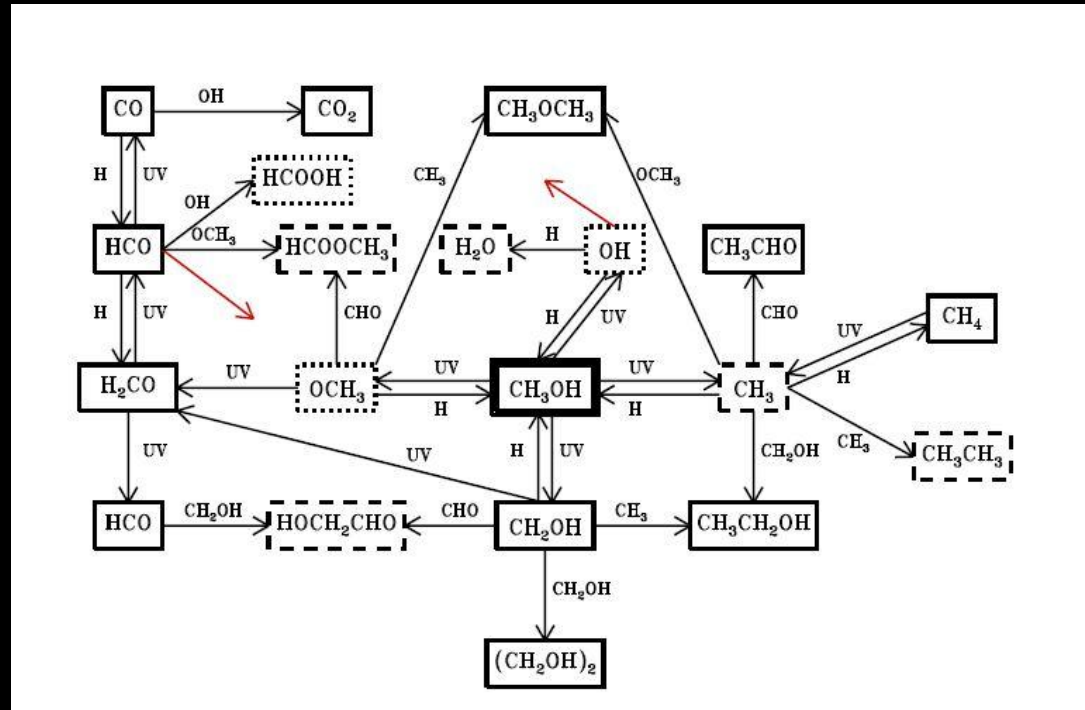 CO OH CO₂ CH₃OCH₃
H UV CH₃ OCH₃
HCOOH
OH
OCH₃
HCO HCOOCH₃ H₂O H OH CH₃CHO
H UV CHO H UV CHO UV CH₄
H
H₂CO UV OCH₃ UV CH₃OH UV CH₃
H H
UV UV H UV CH₂OH CH₃ CH₃CH₃
HCO CH₂OH HOCH₂CHO CHO CH₂OH CH₃ CH₃CH₂OH
CH₂OH
(CH₂OH)₂